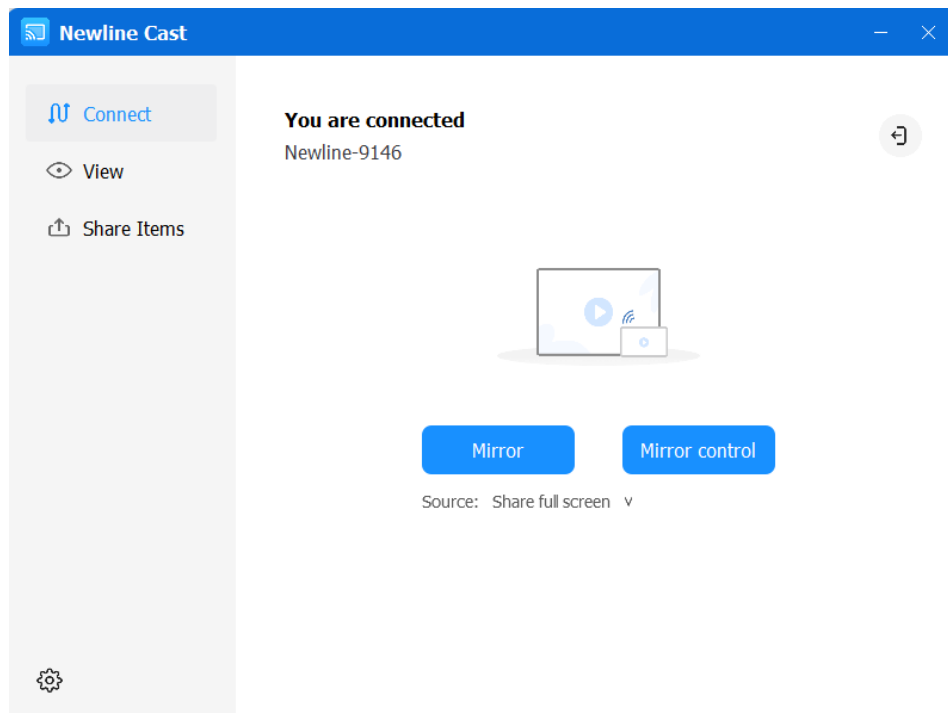 Newline Cast
Connect
View
Share Items
You are connected
Newline-9146
Mirror
Mirror control
Source: Share full screen